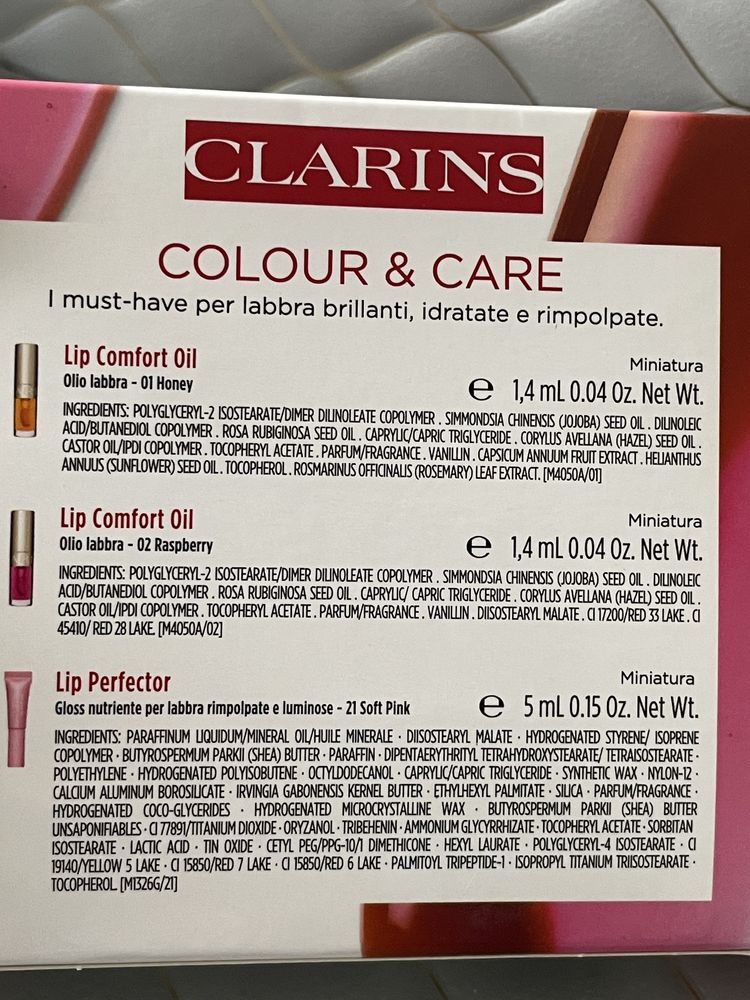 CLARINS
COLOUR & CARE
I must-have per labbra brillanti, idratate e rimpolpate.
Lip Comfort Oil
Miniatura
Olio labbra - 01 Honey
e 1,4 mL 0.04 Oz. Net Wt.
INGREDIENTS: POLYGLYCERYL-2 ISOSTEARATE/DIMER DILINOLEATE COPOLYMER . SIMMONDSIA CHINENSIS (JOJOBA) SEED OIL . DILINOLEIC
ACID/BUTANEDIOL COPOLYMER . ROSA RUBIGINOSA SEED OIL . CAPRYLIC/CAPRIC TRIGLYCERIDE . CORYLUS AVELLANA (HAZEL) SEED OIL .
CASTOR OIL/IPDI COPOLYMER . TOCOPHERYL ACETATE . PARFUM/FRAGRANCE . VANILLIN . CAPSICUM ANNUUM FRUIT EXTRACT . HELIANTHUS
ANNUUS (SUNFLOWER) SEED OIL . TOCOPHEROL . ROSMARINUS OFFICINALIS (ROSEMARY) LEAF EXTRACT. [M4050A/01]
Lip Comfort Oil
Miniatura
Olio labbra - 02 Raspberry
e 1,4 mL 0.04 Oz. Net Wt.
INGREDIENTS: POLYGLYCERYL-2 ISOSTEARATE/DIMER DILINOLEATE COPOLYMER . SIMMONDSIA CHINENSIS (JOJOBA) SEED OIL . DILINOLEIC
ACID/BUTANEDIOL COPOLYMER . ROSA RUBIGINOSA SEED OIL . CAPRYLIC/ CAPRIC TRIGLYCERIDE . CORYLUS AVELLANA (HAZEL) SEED OIL .
CASTOR OIL/IPDI COPOLYMER . TOCOPHERYL ACETATE . PARFUM/FRAGRANCE . VANILLIN . DIISOSTEARYL MALATE . CI 17200/RED 33 LAKE . CI
45410/ RED 28 LAKE. [M4050A/02]
Lip Perfector
Miniatura
Gloss nutriente per labbra rimpolpate e luminose - 21 Soft Pink
e 5 mL 0.15 Oz. Net Wt.
INGREDIENTS: PARAFFINUM LIQUIDUM/MINERAL OIL/HUILE MINERALE · DIISOSTEARYL MALATE · HYDROGENATED STYRENE/ ISOPRENE
COPOLYMER · BUTYROSPERMUM PARKII (SHEA) BUTTER · PARAFFIN · DIPENTAERYTHRITYL TETRAHYDROXYSTEARATE/ TETRAISOSTEARATE ·
POLYETHYLENE · HYDROGENATED POLYISOBUTENE · OCTYLDODECANOL · CAPRYLIC/CAPRIC TRIGLYCERIDE · SYNTHETIC WAX · NYLON-12 ·
CALCIUM ALUMINUM BOROSILICATE · IRVINGIA GABONENSIS KERNEL BUTTER · ETHYLHEXYL PALMITATE · SILICA · PARFUM/FRAGRANCE ·
HYDROGENATED COCO-GLYCERIDES · HYDROGENATED MICROCRYSTALLINE WAX · BUTYROSPERMUM PARKII (SHEA) BUTTER
UNSAPONIFIABLES · CI 77891/TITANIUM DIOXIDE · ORYZANOL · TRIBEHENIN · AMMONIUM GLYCYRRHIZATE · TOCOPHERYL ACETATE · SORBITAN
ISOSTEARATE · LACTIC ACID · TIN OXIDE · CETYL PEG/PPG-10/1 DIMETHICONE · HEXYL LAURATE · POLYGLYCERYL-4 ISOSTEARATE · CI
19140/YELLOW 5 LAKE · CI 15850/RED 7 LAKE · CI 15850/RED 6 LAKE · PALMITOYL TRIPEPTIDE-1 · ISOPROPYL TITANIUM TRIISOSTEARATE ·
TOCOPHEROL. [M1326G/21]